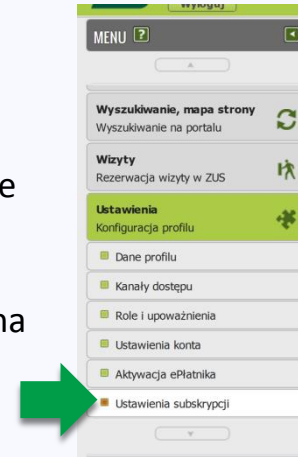 Wyloguj
MENU ?
Wyszukiwanie, mapa strony
Wyszukiwanie na portalu
Wizyty
Rezerwacja wizyty w ZUS
e
Ustawienia
Konfiguracja profilu
Dane profilu
Kanały dostępu
Role i upoważnienia
na
Ustawienia konta
Aktywacja ePłatnika
Ustawienia subskrypcji